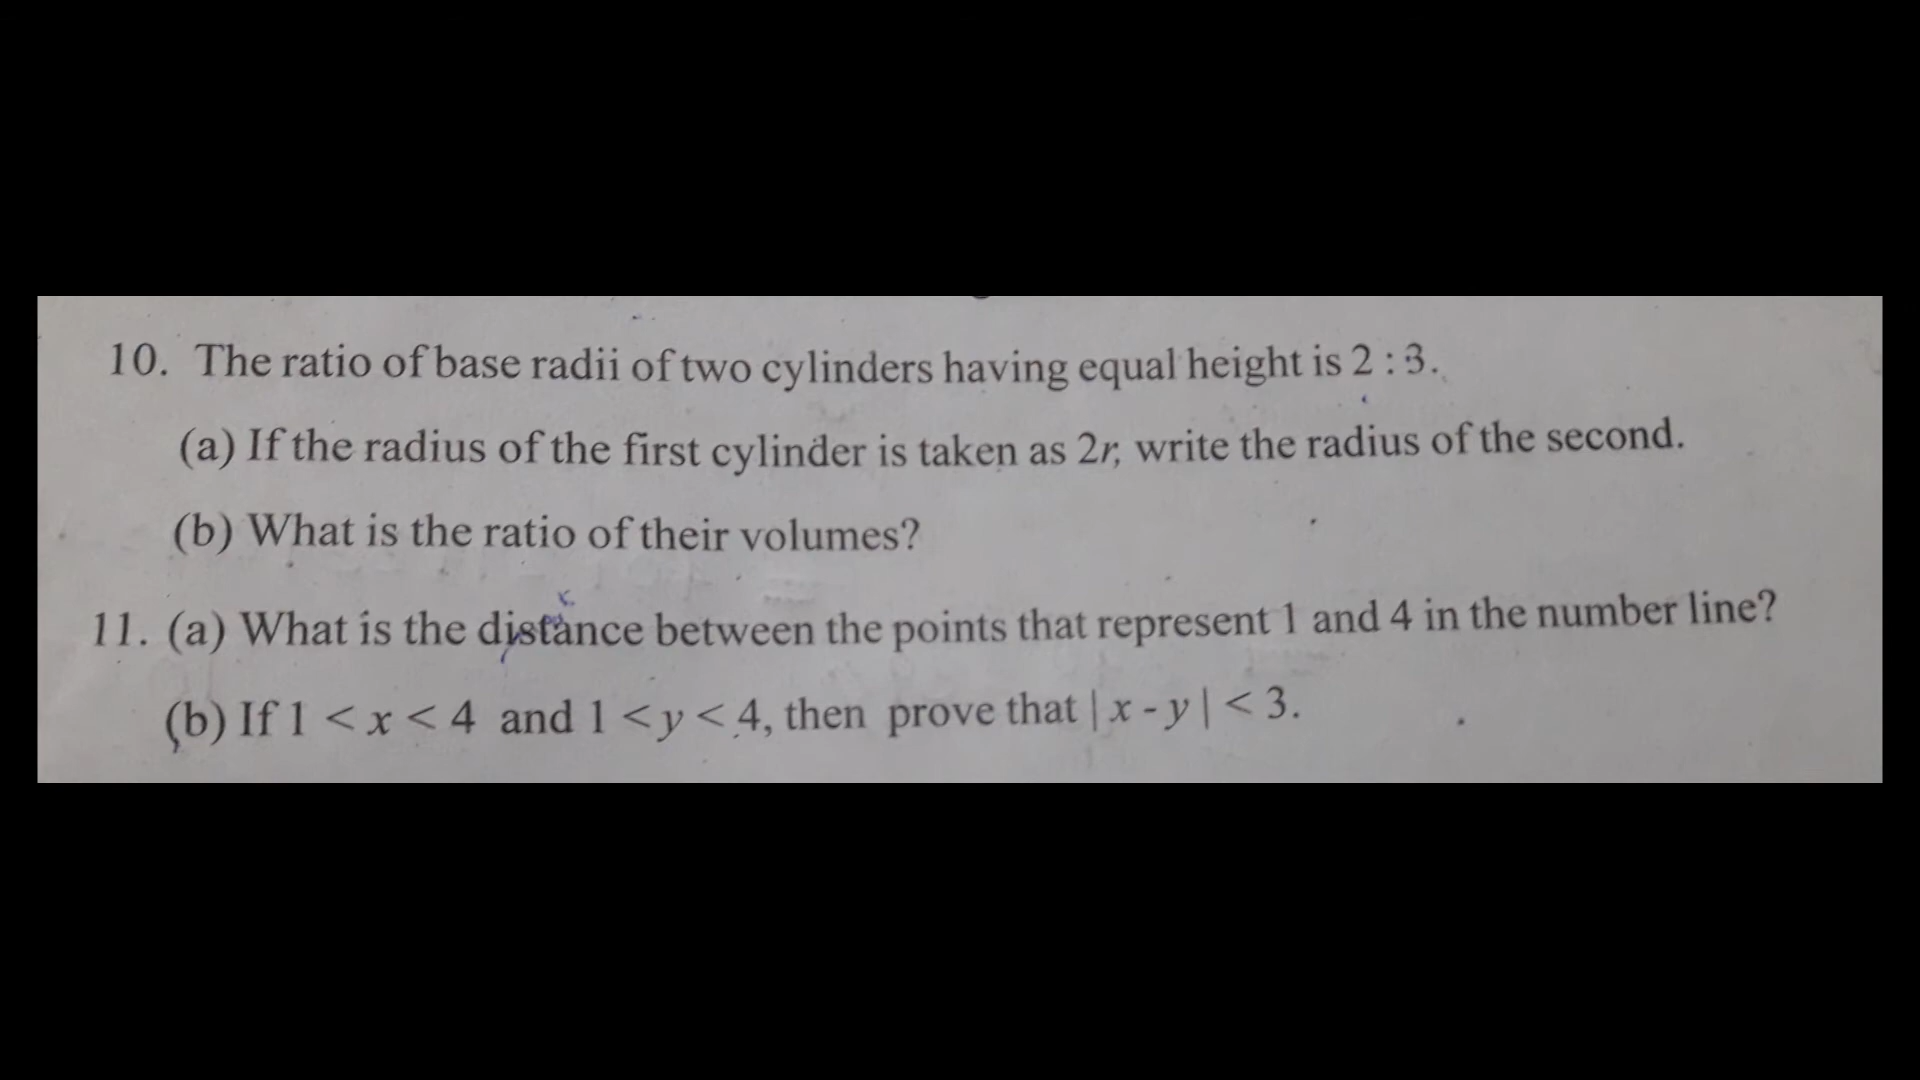 10. The ratio of base radii of two cylinders having equal height is 2 : 3.
(a) If the radius of the first cylinder is taken as 2r, write the radius of the second.
(b) What is the ratio of their volumes?
11. (a) What is the distance between the points that represent 1 and 4 in the number line?
(b) If 1 < x < 4 and 1 < y < 4, then prove that | x - y | < 3.